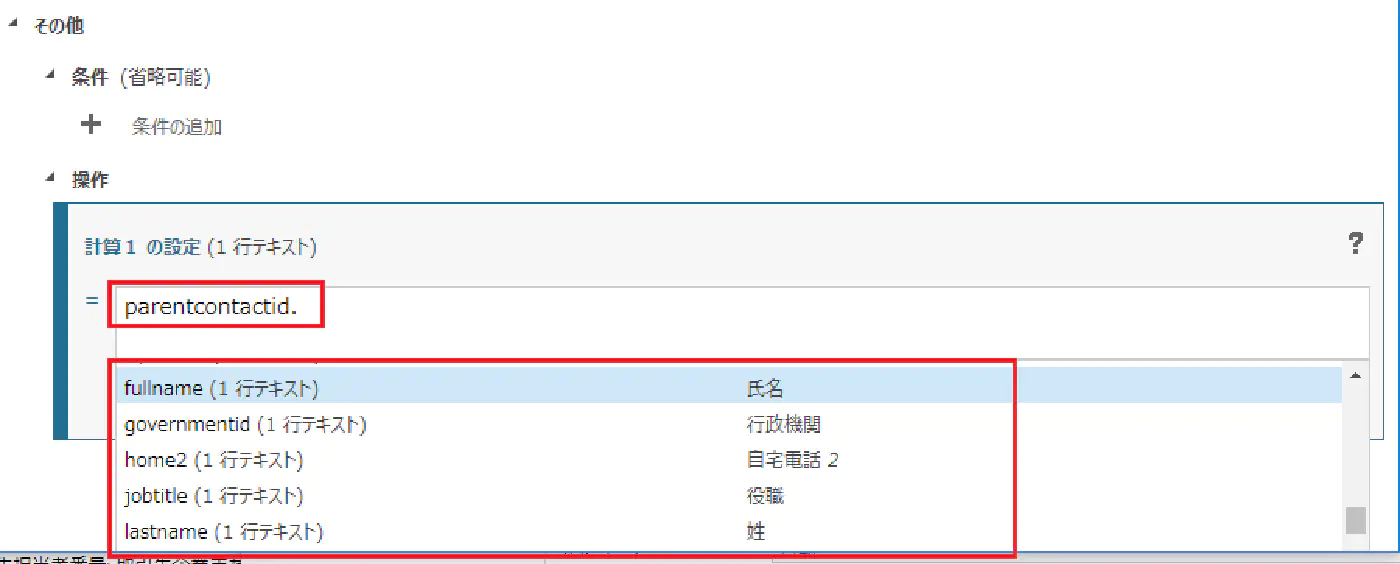 その他
条件 (省略可能)
条件の追加
操作
計算1 の設定 (1 行テキスト)
?
= parentcontactid.
fullname (1 行テキスト) 氏名
governmentid (1 行テキスト) 行政機関
home2 (1 行テキスト) 自宅電話 2
jobtitle (1 行テキスト) 役職
lastname (1 行テキスト) 姓